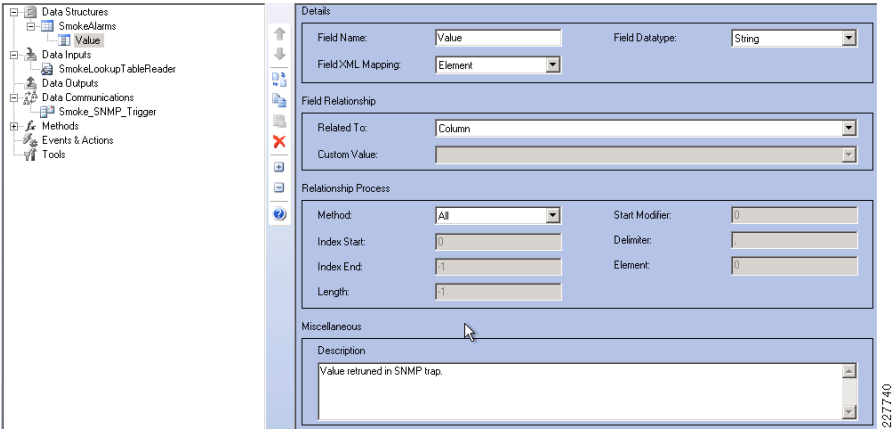 Data Structures
SmokeAlarms
Value
Data Inputs
SmokeLookupTableReader
Data Outputs
Data Communications
Smoke_SNMP_Trigger
Methods
Events & Actions
Tools
Details
Field Name: Value Field Datatype: String
Field XML Mapping: Element
Field Relationship
Related To: Column
Custom Value:
Relationship Process
Method: All Start Modifier: 0
Index Start: 0 Delimiter: ,
Index End: -1 Element: 0
Length: -1
Miscellaneous
Description
Value retruned in SNMP trap.
227740